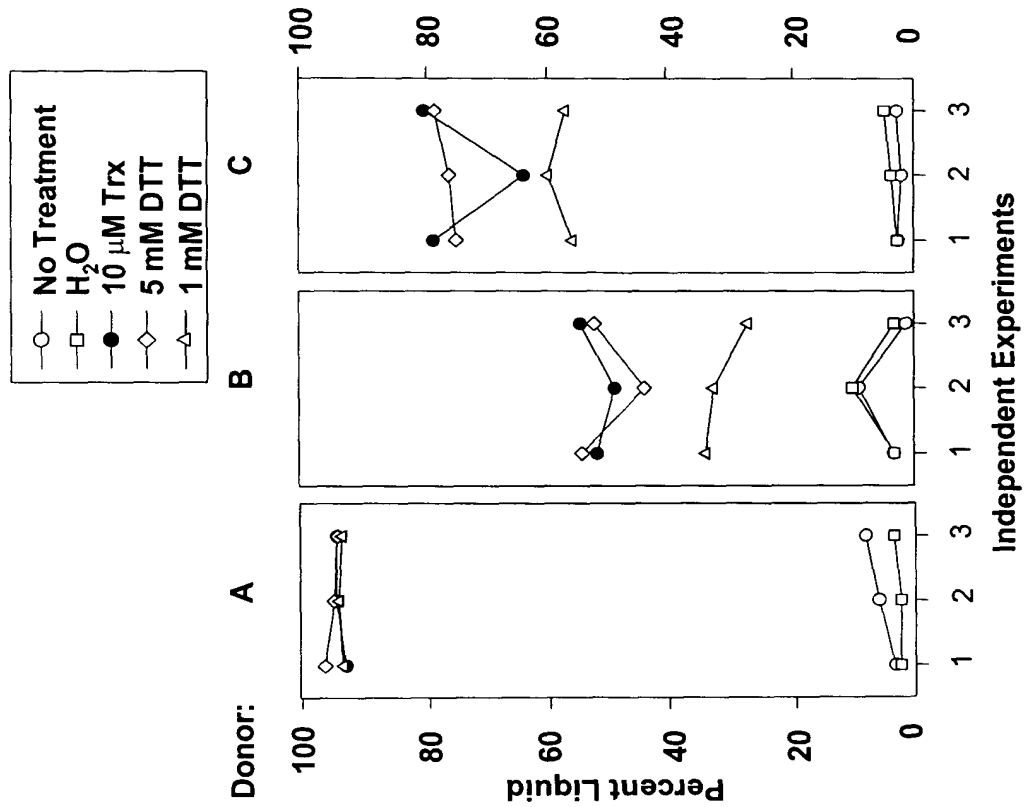 No Treatment
H₂O
10 μM Trx
5 mM DTT
1 mM DTT
Donor: A B C
100 100
80 80
60 60
40 40
20 20
0 0
Percent Liquid
1 2 3 1 2 3 1 2 3
Independent Experiments